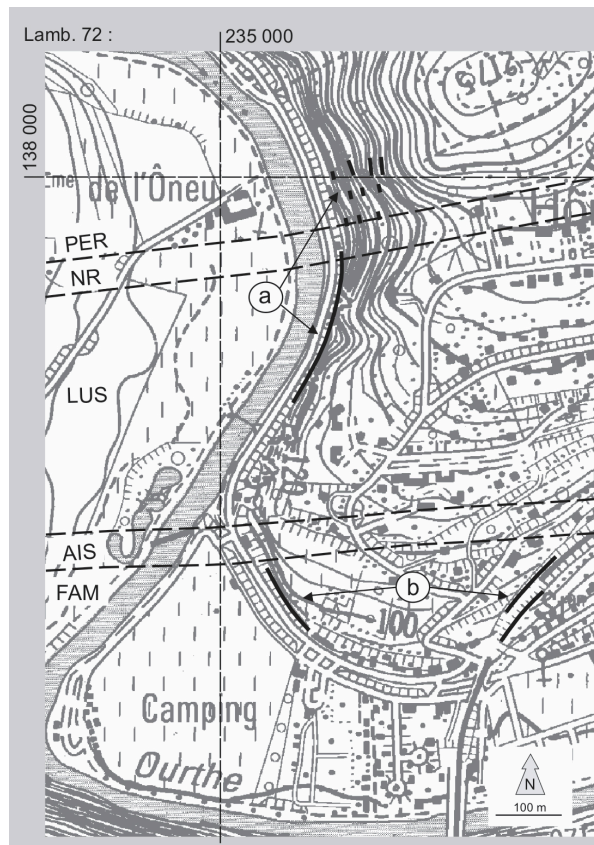 Lamb. 72 :
235 000
138 000
de l'Ôneu
PER
NR
a
LUS
AIS
FAM
b
100
Camping
Ourthe
N
100 m